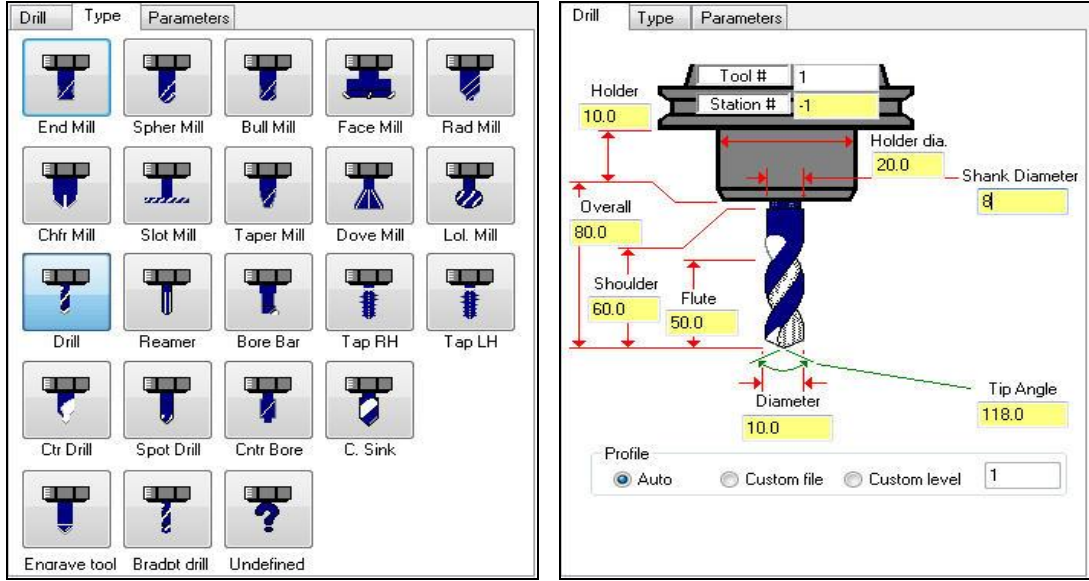 Drill Type Parameters
End Mill Spher Mill Bull Mill Face Mill Rad Mill
Chfr Mill Slot Mill Taper Mill Dove Mill Lol. Mill
Drill Reamer Bore Bar Tap RH Tap LH
Ctr Drill Spot Drill Cntr Bore C. Sink
Engrave tool Bradpt drill Undefined
Drill Type Parameters
Tool # 1
Station # -1
Holder
10.0
Holder dia.
20.0
Shank Diameter
8
Overall
80.0
Shoulder
60.0
Flute
50.0
Tip Angle
118.0
Diameter
10.0
Profile
Auto Custom file Custom level 1